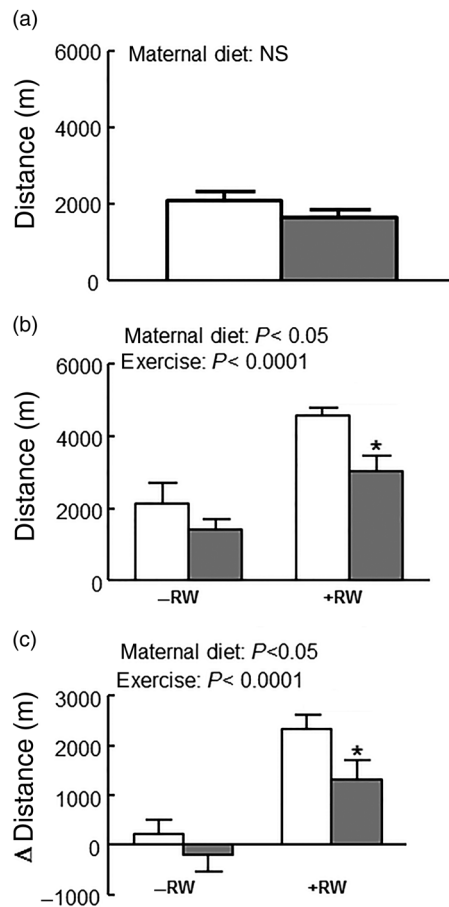 (a)
Maternal diet: NS
Distance (m)
6000
4000
2000
0
(b)
Maternal diet: P< 0.05
Exercise: P< 0.0001
Distance (m)
6000
4000
2000
0
*
–RW
+RW
(c)
Maternal diet: P<0.05
Exercise: P< 0.0001
Δ Distance (m)
3000
2000
1000
0
–1000
*
–RW
+RW